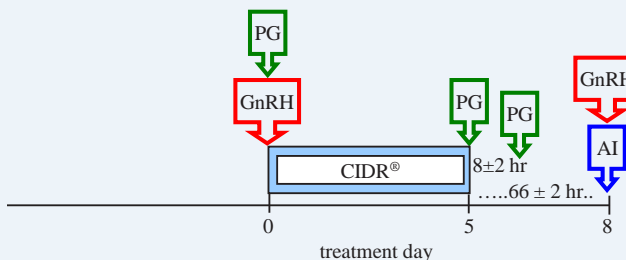 PG
GnRH
GnRH
PG
PG
AI
CIDR®
8±2 hr
.....66 ± 2 hr..
0
5
8
treatment day